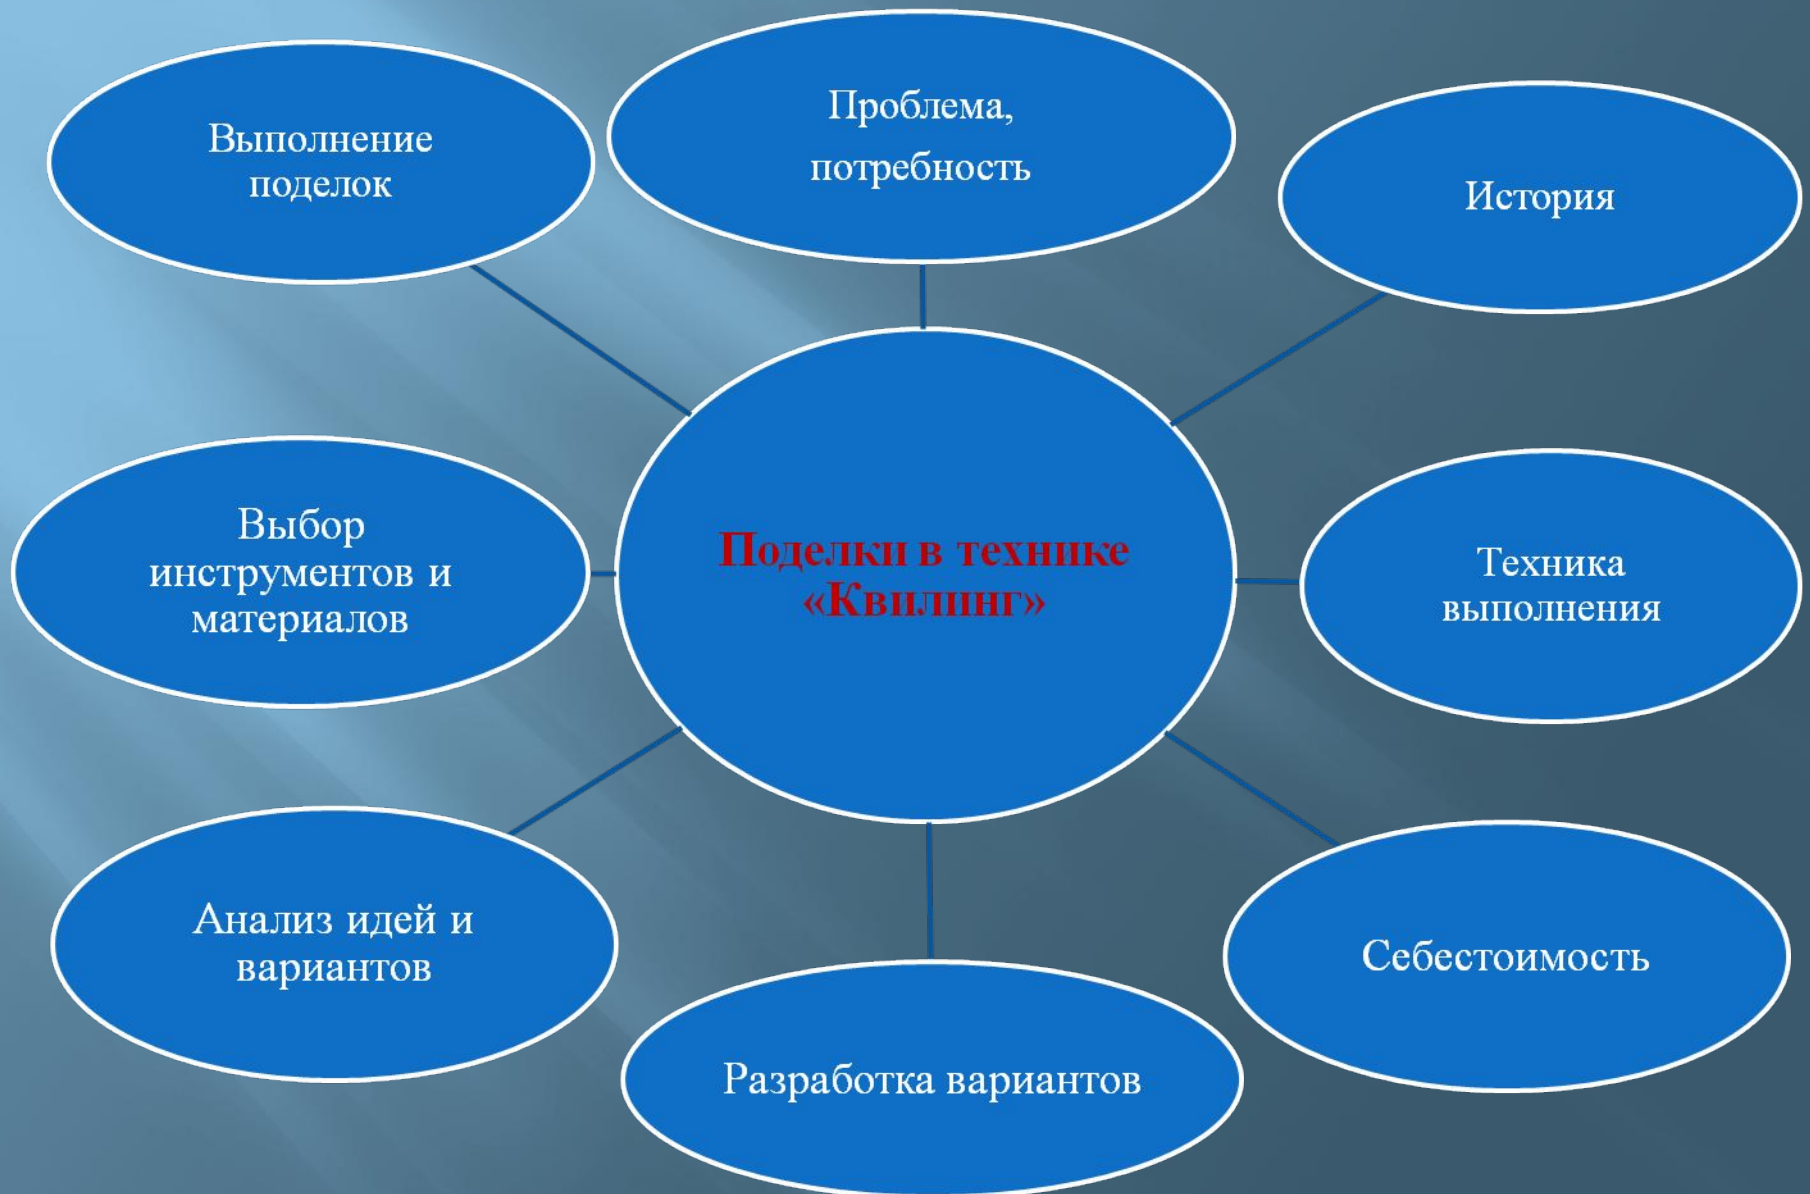 Проблема,
потребность
Выполнение
поделок
История
Выбор
инструментов и
материалов
Поделки в технике
«Квилинг»
Техника
выполнения
Анализ идей и
вариантов
Себестоимость
Разработка вариантов